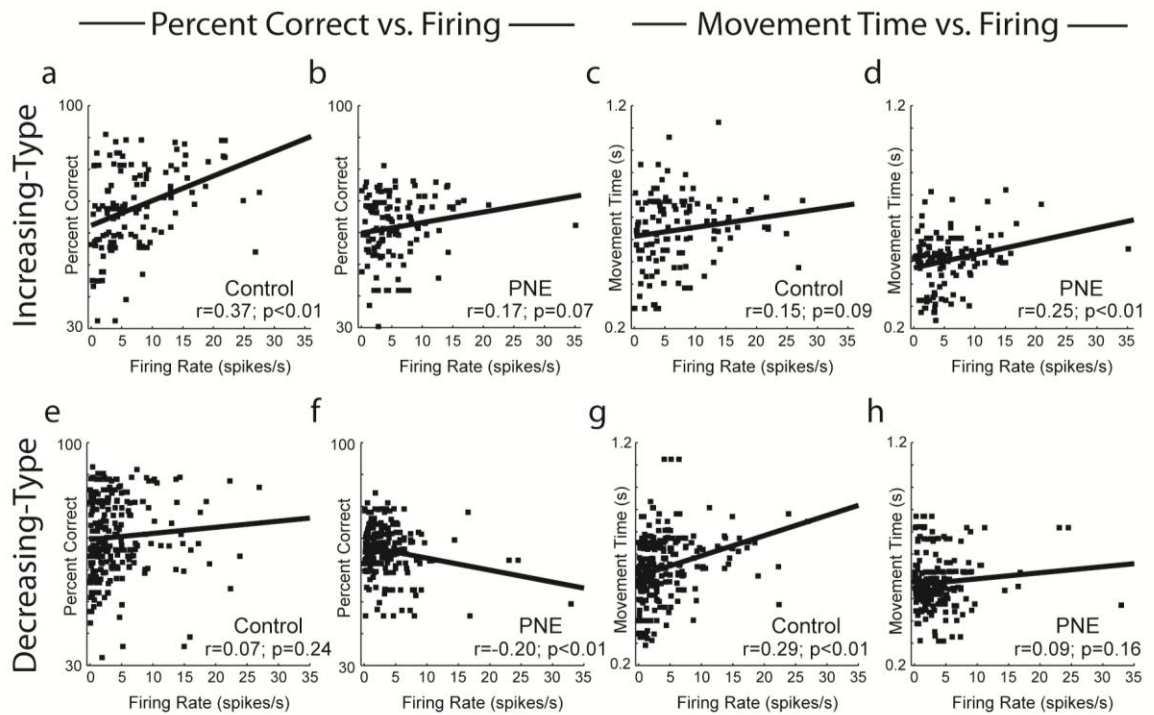 Percent Correct vs. Firing
Movement Time vs. Firing
Increasing-Type
a
100
Percent Correct
30
Control
r=0.37; p<0.01
0 5 10 15 20 25 30 35
Firing Rate (spikes/s)
b
100
Percent Correct
30
PNE
r=0.17; p=0.07
0 5 10 15 20 25 30 35
Firing Rate (spikes/s)
c
1.2
Movement Time (s)
0.2
Control
r=0.15; p=0.09
0 5 10 15 20 25 30 35
Firing Rate (spikes/s)
d
1.2
Movement Time (s)
0.2
PNE
r=0.25; p<0.01
0 5 10 15 20 25 30 35
Firing Rate (spikes/s)
Decreasing-Type
e
100
Percent Correct
30
Control
r=0.07; p=0.24
0 5 10 15 20 25 30 35
Firing Rate (spikes/s)
f
100
Percent Correct
30
PNE
r=-0.20; p<0.01
0 5 10 15 20 25 30 35
Firing Rate (spikes/s)
g
1.2
Movement Time (s)
0.2
Control
r=0.29; p<0.01
0 5 10 15 20 25 30 35
Firing Rate (spikes/s)
h
1.2
Movement Time (s)
0.2
PNE
r=0.09; p=0.16
0 5 10 15 20 25 30 35
Firing Rate (spikes/s)